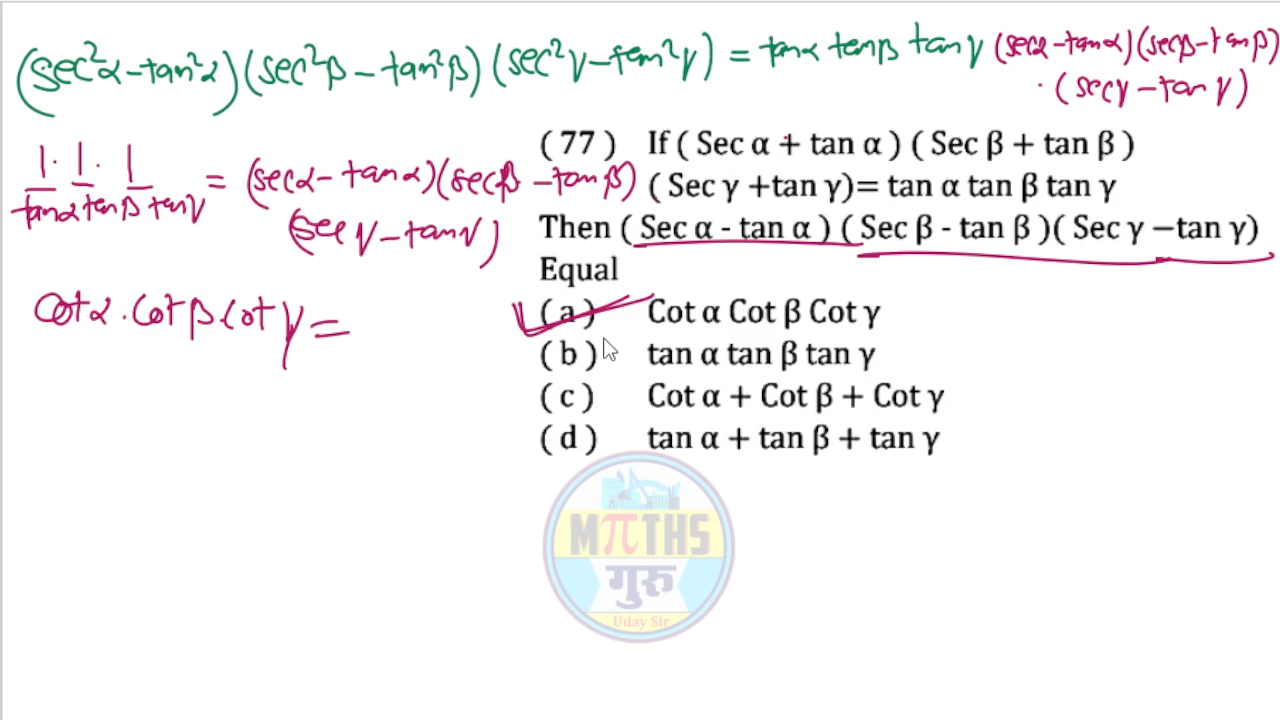 (sec²α-tan²α)(sec²β-tan²β)(sec²γ-tan²γ) = tanα tanβ tanγ (secα-tanα)(secβ-tanβ)
·(secγ-tanγ)
1/tanα · 1/tanβ · 1/tanγ = (secα-tanα)(secβ-tanβ)
(secγ-tanγ)
cotα.cotβ.cotγ =
(77) If ( Sec α + tan α ) ( Sec β + tan β )
( Sec γ +tan γ)= tan α tan β tan γ
Then ( Sec α - tan α ) ( Sec β - tan β )( Sec γ –tan γ)
Equal
(a) Cot α Cot β Cot γ
(b) tan α tan β tan γ
(c) Cot α + Cot β + Cot γ
(d) tan α + tan β + tan γ
MπTHS
गुरु
Uday Sir